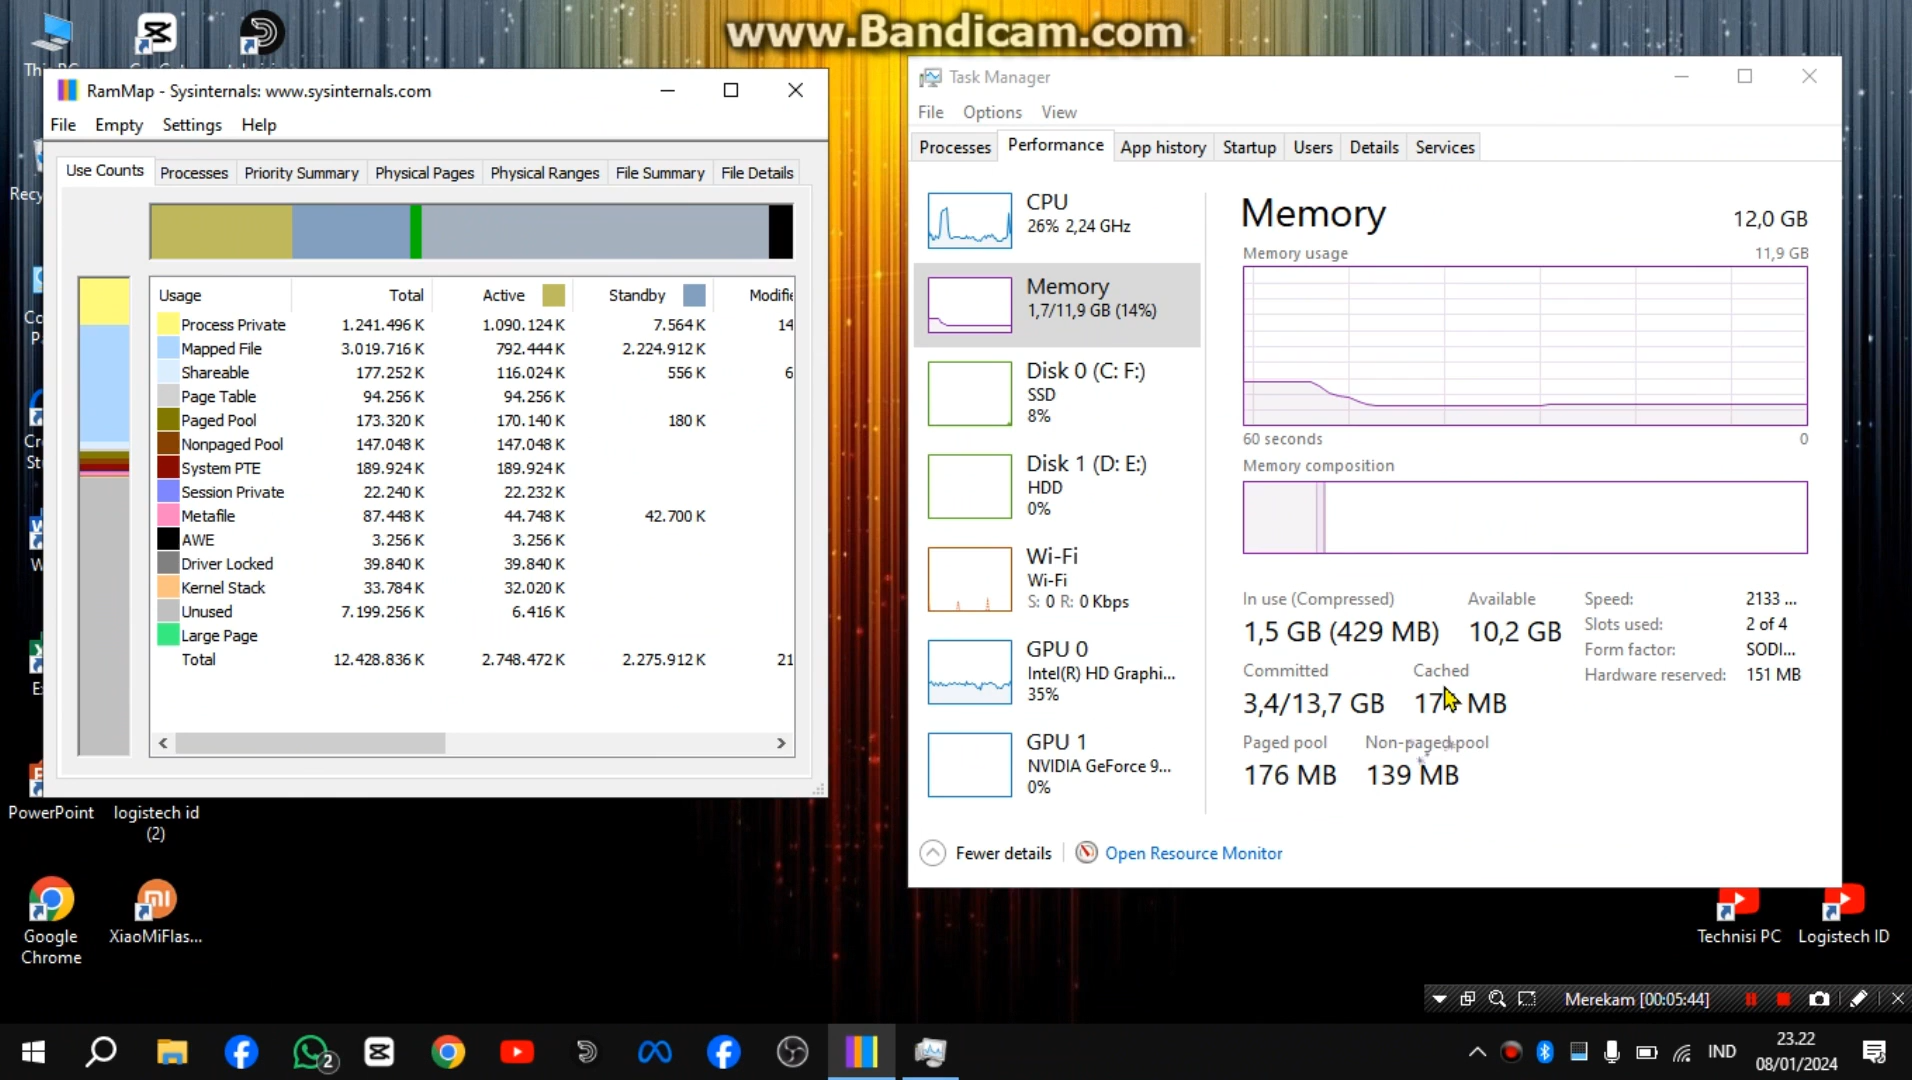 www.Bandicam.com
RamMap - Sysinternals: www.sysinternals.com
File Empty Settings Help
Use Counts Processes Priority Summary Physical Pages Physical Ranges File Summary File Details
Usage Total Active Standby
Process Private 1.241.496 K 1.090.124 K 7.564 K 14
Mapped File 3.019.716 K 792.444 K 2.224.912 K
Shareable 177.252 K 116.024 K 556 K 6
Page Table 94.256 K 94.256 K
Paged Pool 173.320 K 170.140 K 180 K
Nonpaged Pool 147.048 K 147.048 K
System PTE 189.924 K 189.924 K
Session Private 22.240 K 22.232 K
Metafile 87.448 K 44.748 K 42.700 K
AWE 3.256 K 3.256 K
Driver Locked 39.840 K 39.840 K
Kernel Stack 33.784 K 32.020 K
Unused 7.199.256 K 6.416 K
Large Page
Total 12.428.836 K 2.748.472 K 2.275.912 K 21
Task Manager
File Options View
Processes Performance App history Startup Users Details Services
CPU
26% 2,24 GHz
Memory
1,7/11,9 GB (14%)
Disk 0 (C: F:)
SSD
8%
Disk 1 (D: E:)
HDD
0%
Wi-Fi
Wi-Fi
S: 0 R: 0 Kbps
GPU 0
Intel(R) HD Graphi...
35%
GPU 1
NVIDIA GeForce 9...
0%
Memory 12,0 GB
Memory usage 11,9 GB
60 seconds 0
Memory composition
In use (Compressed) Available
1,5 GB (429 MB) 10,2 GB
Committed Cached
3,4/13,7 GB MB
Paged pool Non-paged pool
176 MB 139 MB
Speed: 2133 ...
Slots used: 2 of 4
Form factor: SODI...
Hardware reserved: 151 MB
Fewer details Open Resource Monitor
PowerPoint
logistech id
(2)
Google
Chrome
XiaoMiFlas...
Technisi PC
Logistech ID
Merekam [00:05:44]
2
IND
23.22
08/01/2024